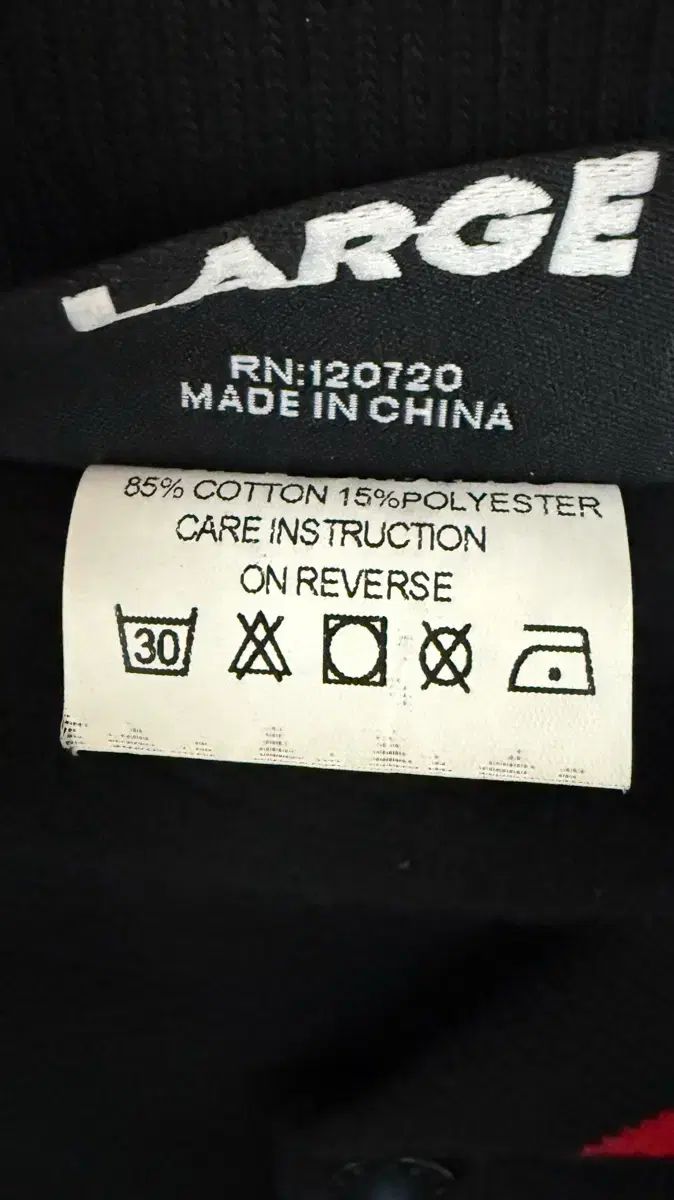 LARGE
RN:120720
MADE IN CHINA
85% COTTON 15%POLYESTER
CARE INSTRUCTION
ON REVERSE
30